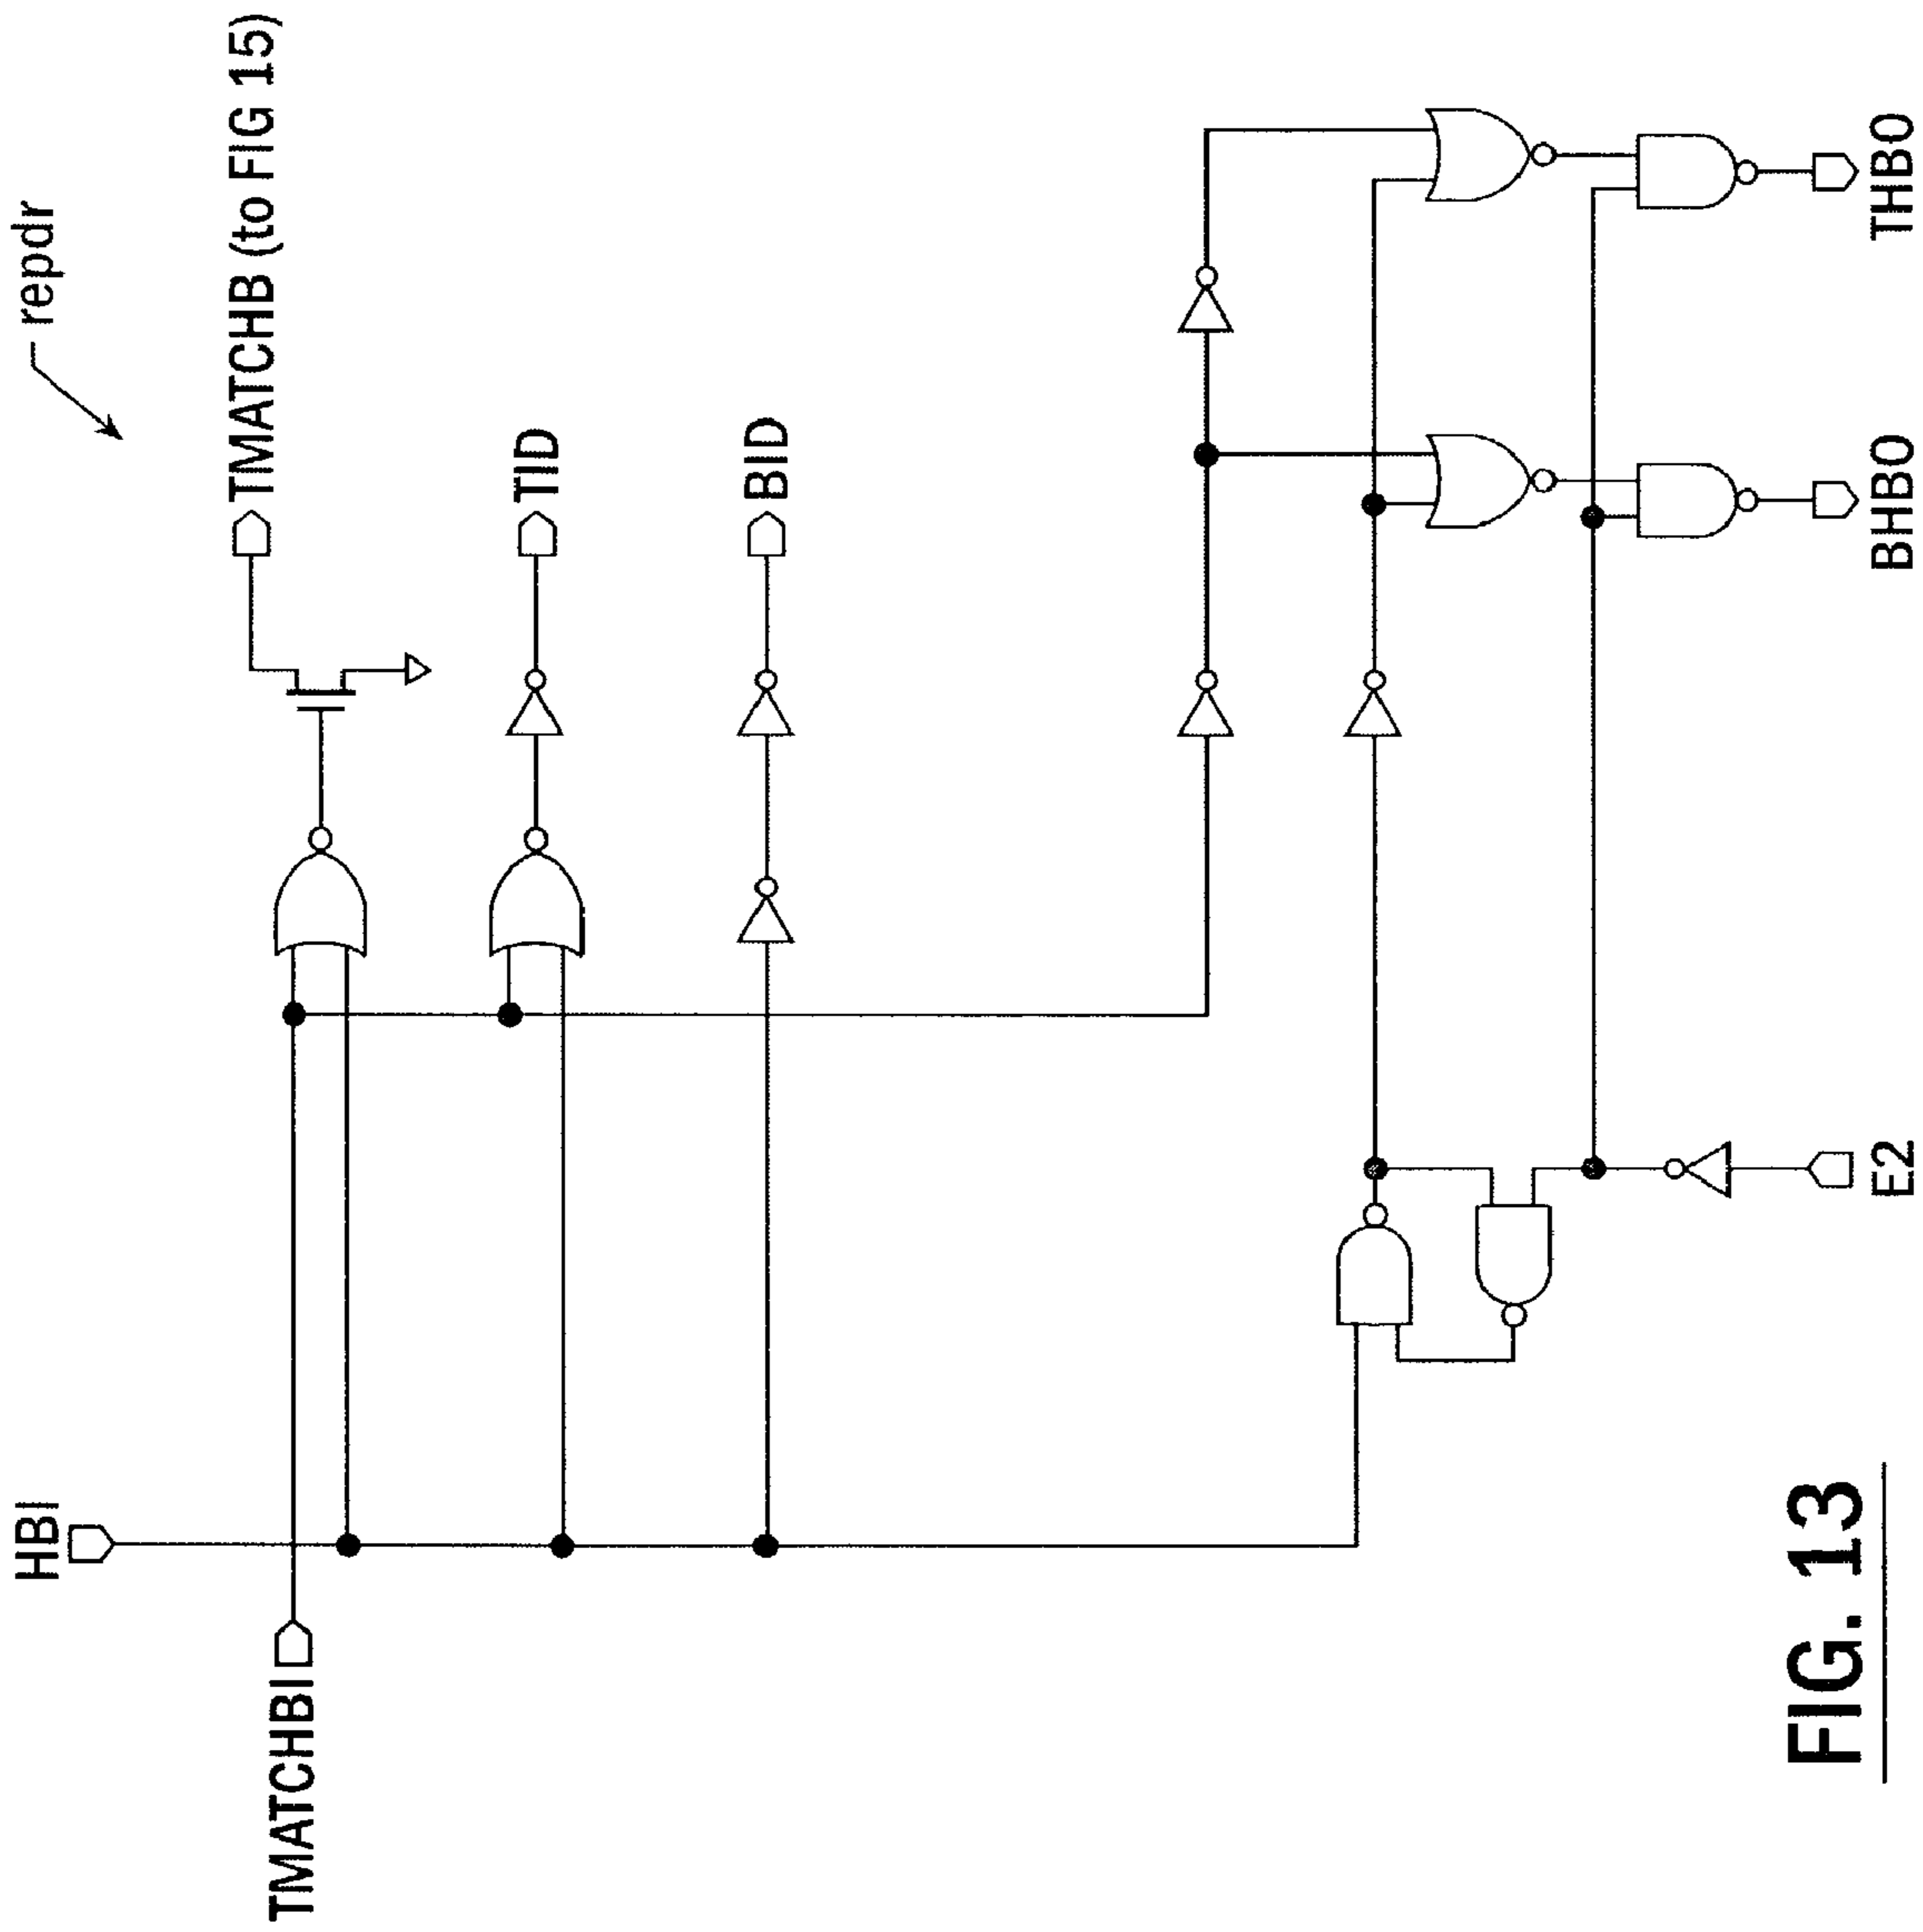 repdr
HBI
TMATCHBI
TMATCHB (to FIG 15)
TID
BID
E2
BHBO
THBO
FIG. 13